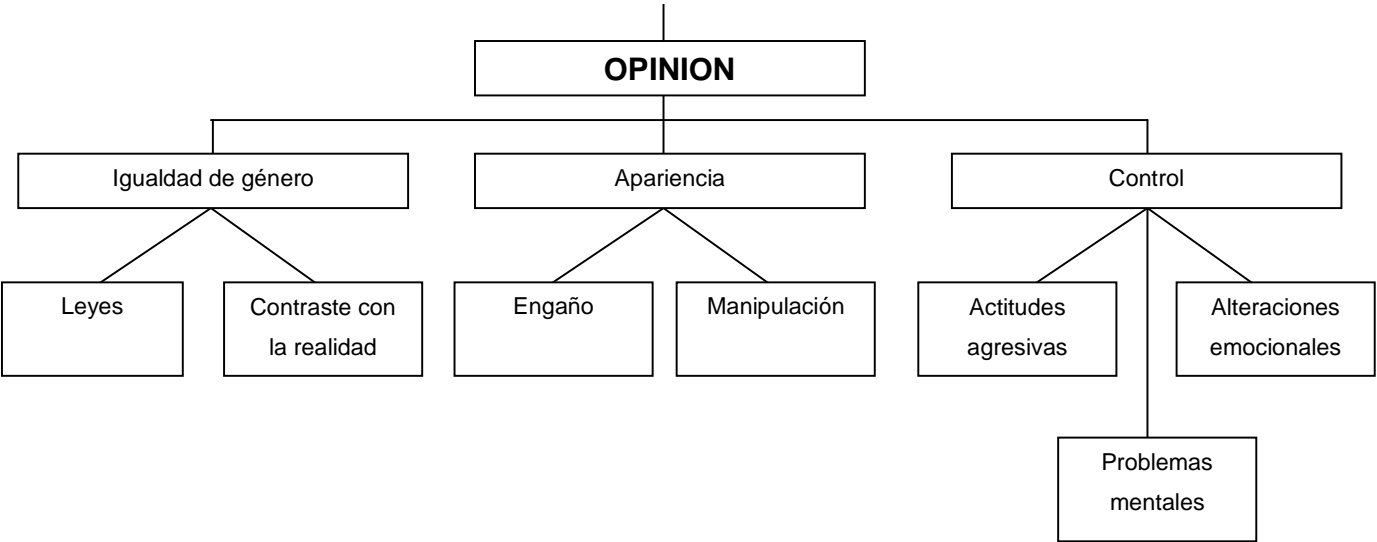 OPINION
Igualdad de género
Apariencia
Control
Leyes
Contraste con
la realidad
Engaño
Manipulación
Actitudes
agresivas
Alteraciones
emocionales
Problemas
mentales